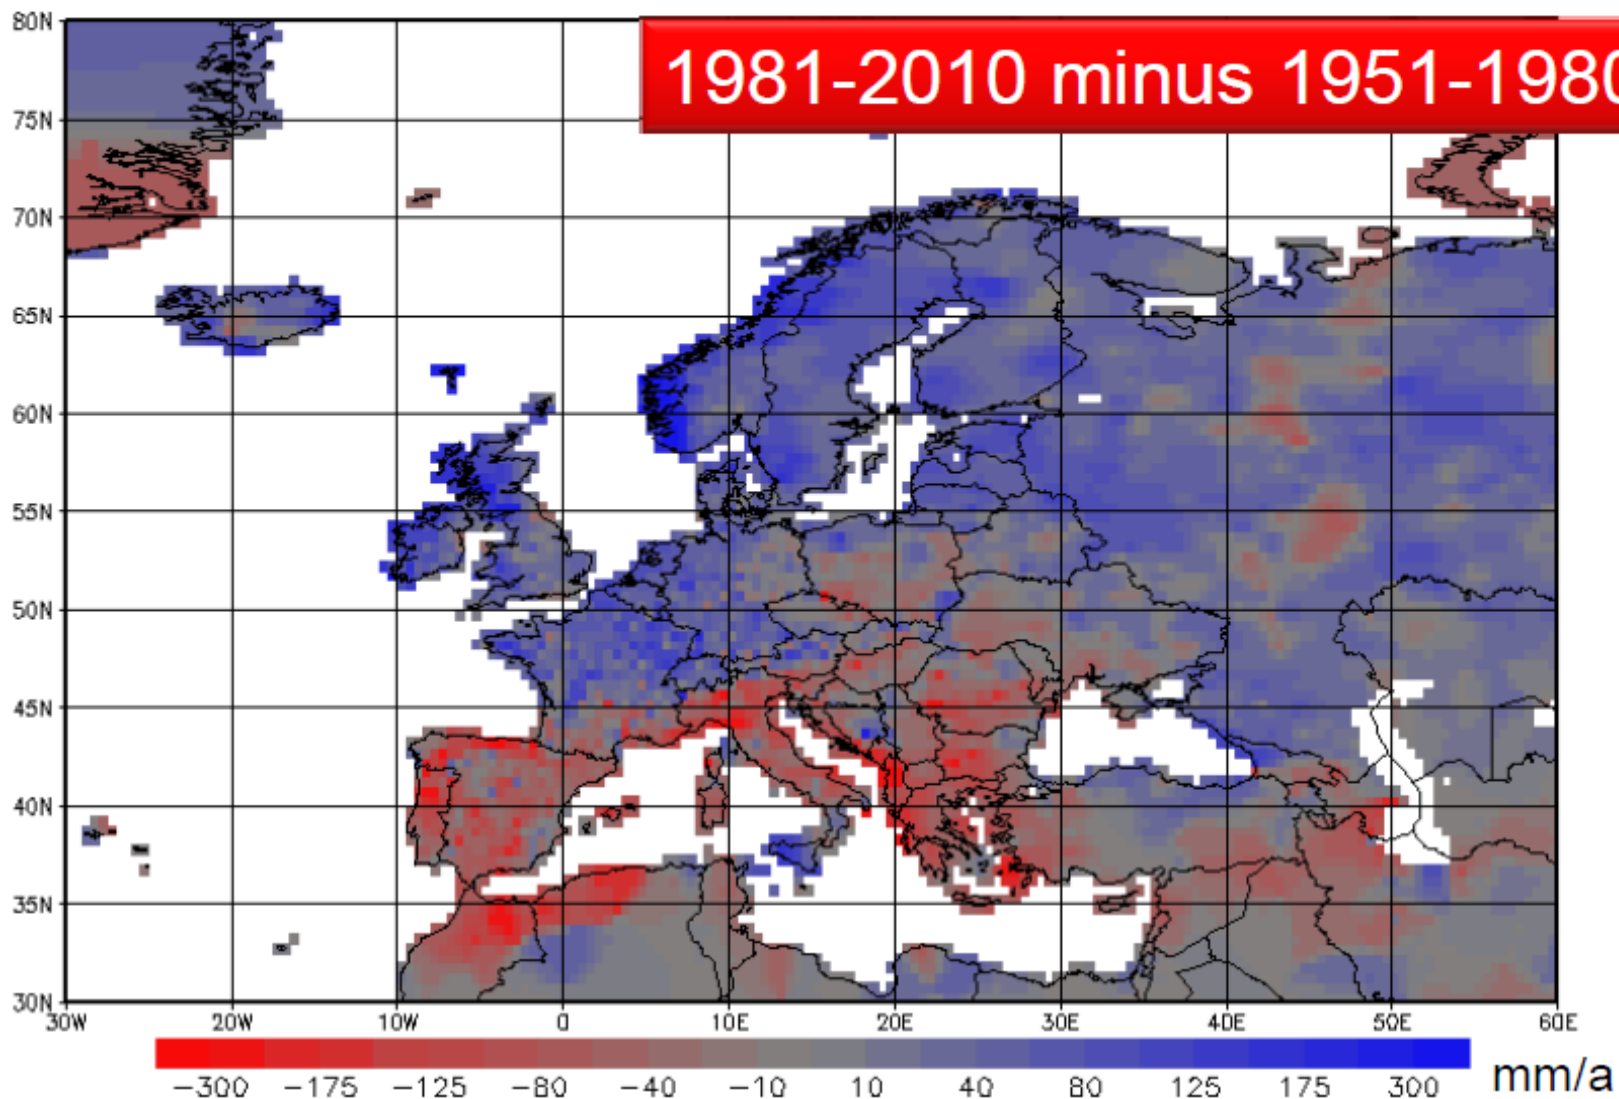 1981-2010 minus 1951-1980
80N
75N
70N
65N
60N
55N
50N
45N
40N
35N
30N
30W 20W 10W 0 10E 20E 30E 40E 50E 60E
−300 −175 −125 −80 −40 −10 10 40 80 125 175 300 mm/a